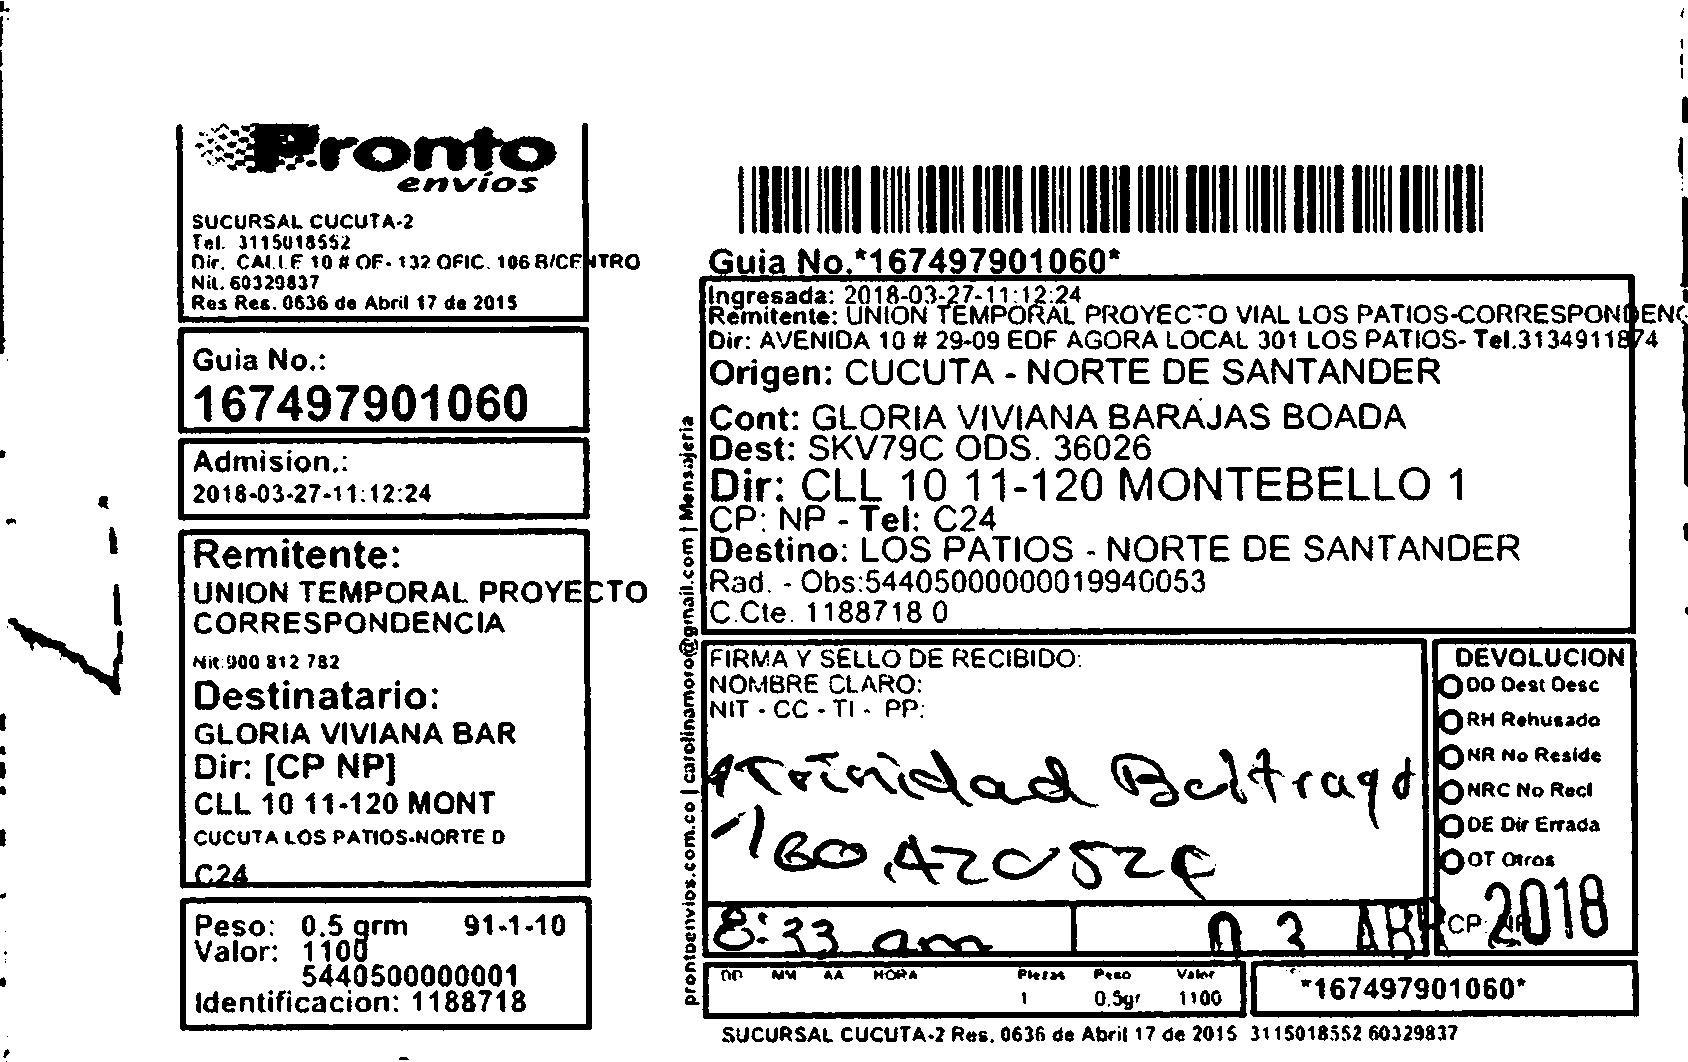 Pronto
envíos
SUCURSAL CUCUTA-2
Tel. 3115018552
Dir. CALLE 10 # OF- 132 OFIC. 106 B/CENTRO
Nit. 60329837
Res Res. 0636 de Abril 17 de 2015
Guia No.:
167497901060
Admision.:
2018-03-27-11:12:24
Remitente:
UNION TEMPORAL PROYECTO
CORRESPONDENCIA
Nit:900 812 782
Destinatario:
GLORIA VIVIANA BAR
Dir: [CP NP]
CLL 10 11-120 MONT
CUCUTA LOS PATIOS-NORTE D
C24
Peso: 0.5 grm 91-1-10
Valor: 1100
5440500000001
Identificacion: 1188718
prontoenvios.com.co | carolinamoro@gmail.com | Mensajeria
Guia No.*167497901060*
Ingresada: 2018-03-27-11:12:24
Remitente: UNION TEMPORAL PROYECTO VIAL LOS PATIOS-CORRESPONDENC
Dir: AVENIDA 10 # 29-09 EDF AGORA LOCAL 301 LOS PATIOS- Tel.3134911874
Origen: CUCUTA - NORTE DE SANTANDER
Cont: GLORIA VIVIANA BARAJAS BOADA
Dest: SKV79C ODS. 36026
Dir: CLL 10 11-120 MONTEBELLO 1
CP: NP - Tel: C24
Destino: LOS PATIOS - NORTE DE SANTANDER
Rad. - Obs:54405000000019940053
C.Cte. 1188718 0
FIRMA Y SELLO DE RECIBIDO:
NOMBRE CLARO:
NIT - CC - TI - PP:
Trinidad
8:33 am
03 ABR 2018
DEVOLUCION
DD Dest Desc
RH Rehusado
NR No Reside
NRC No Recl
DE Dir Errada
OT Otros
CP: NP
DD MM AA HORA Piezas Peso Valor
1 0.5gr 1100
*167497901060*
SUCURSAL CUCUTA-2 Res. 0636 de Abril 17 de 2015 3115018552 60329837